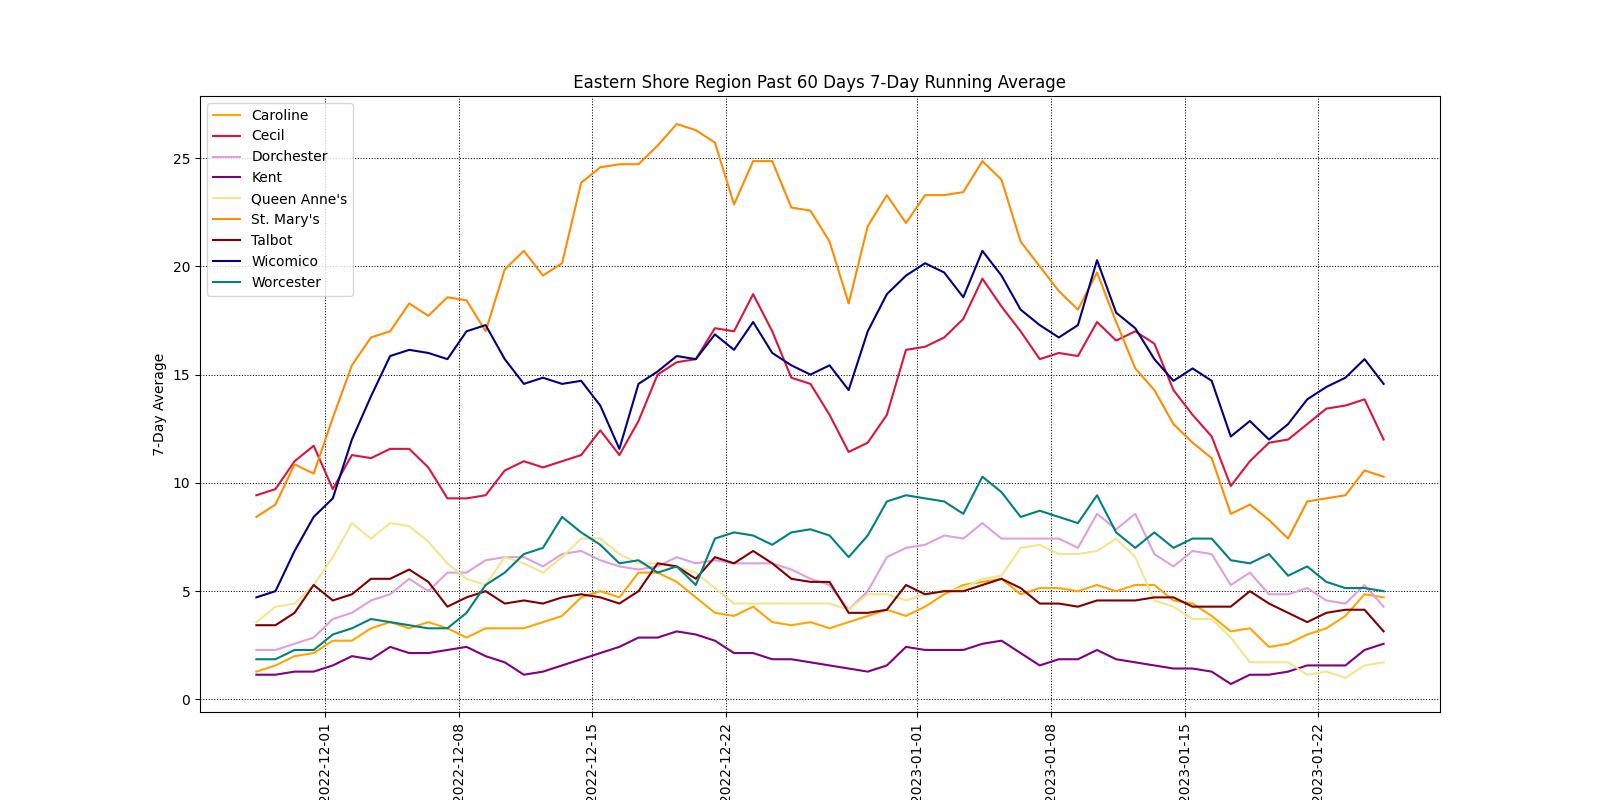 Eastern Shore Region Past 60 Days 7-Day Running Average
Caroline
Cecil
Dorchester
Kent
Queen Anne's
St. Mary's
Talbot
Wicomico
Worcester
7-Day Average
25
20
15
10
5
0
2022-12-01
2022-12-08
2022-12-15
2022-12-22
2023-01-01
2023-01-08
2023-01-15
2023-01-22